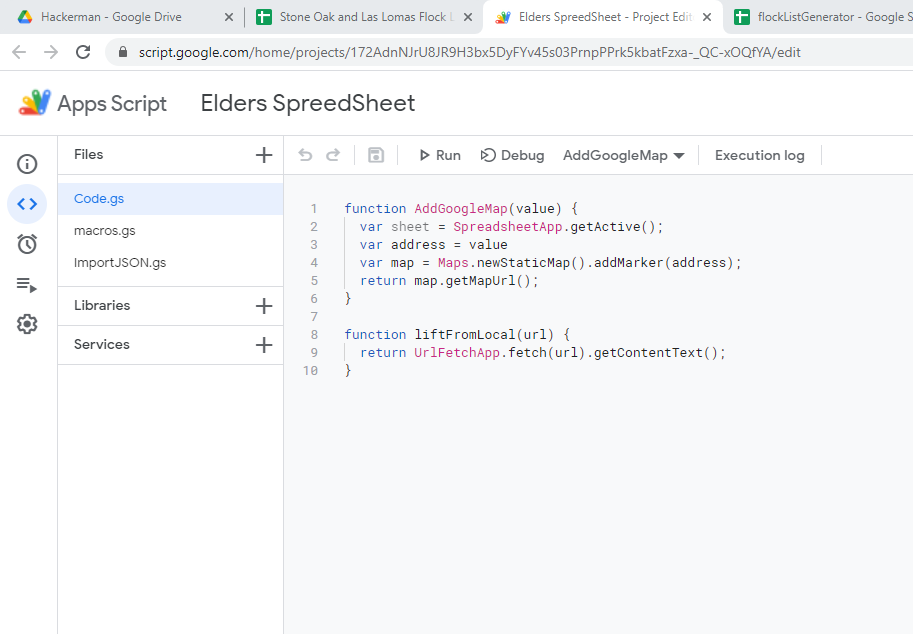 Hackerman - Google Drive
Stone Oak and Las Lomas Flock L
Elders SpreedSheet - Project Edit
flockListGenerator - Google S
script.google.com/home/projects/172AdnNJrU8JR9H3bx5DyFYv45s03PrnpPPrk5kbatFzxa-_QC-xOQfYA/edit
Apps Script Elders SpreedSheet
Files
Run Debug AddGoogleMap Execution log
Code.gs
macros.gs
ImportJSON.gs
Libraries
Services
1 function AddGoogleMap(value) {
2 var sheet = SpreadsheetApp.getActive();
3 var address = value
4 var map = Maps.newStaticMap().addMarker(address);
5 return map.getMapUrl();
6 }
7
8 function liftFromLocal(url) {
9 return UrlFetchApp.fetch(url).getContentText();
10 }